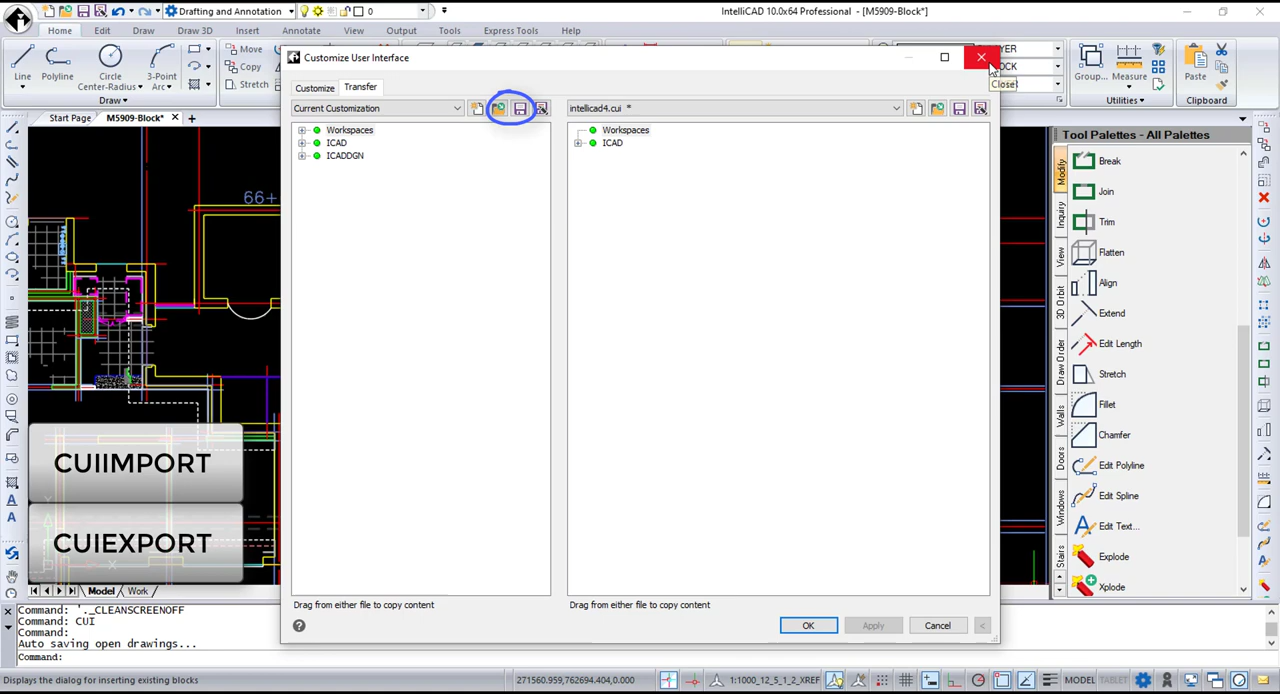 Drafting and Annotation
0
IntelliCAD 10.0x64 Professional - [M5909-Block*]
Home
Edit
Draw
Draw 3D
Insert
Annotate
View
Output
Tools
Express Tools
Help
Line
Polyline
Circle
Center-Radius
3-Point
Arc
Move
Copy
Stretch
Draw
Group...
Measure
Utilities
Paste
Clipboard
Start Page
M5909-Block*
Customize User Interface
Close
Customize
Transfer
Current Customization
intellicad4.cui *
Workspaces
ICAD
ICADDGN
Workspaces
ICAD
66+
Drag from either file to copy content
Drag from either file to copy content
OK
Apply
Cancel
<
Tool Palettes - All Palettes
Modify
Inquiry
View
3D Orbit
Draw Order
Walls
Doors
Windows
Stairs
Break
Join
Trim
Flatten
Align
Extend
Edit Length
Stretch
Fillet
Chamfer
Edit Polyline
Edit Spline
Edit Text...
Explode
Xplode
CUIIMPORT
CUIEXPORT
Model
Work
Command: '._CLEANSCREENOFF
Command: CUI
Command:
Auto saving open drawings...
Command:
Displays the dialog for inserting existing blocks
271560.959,762694.404,0.000
1:1000_12_5_1_2_XREF
MODEL
TABLET